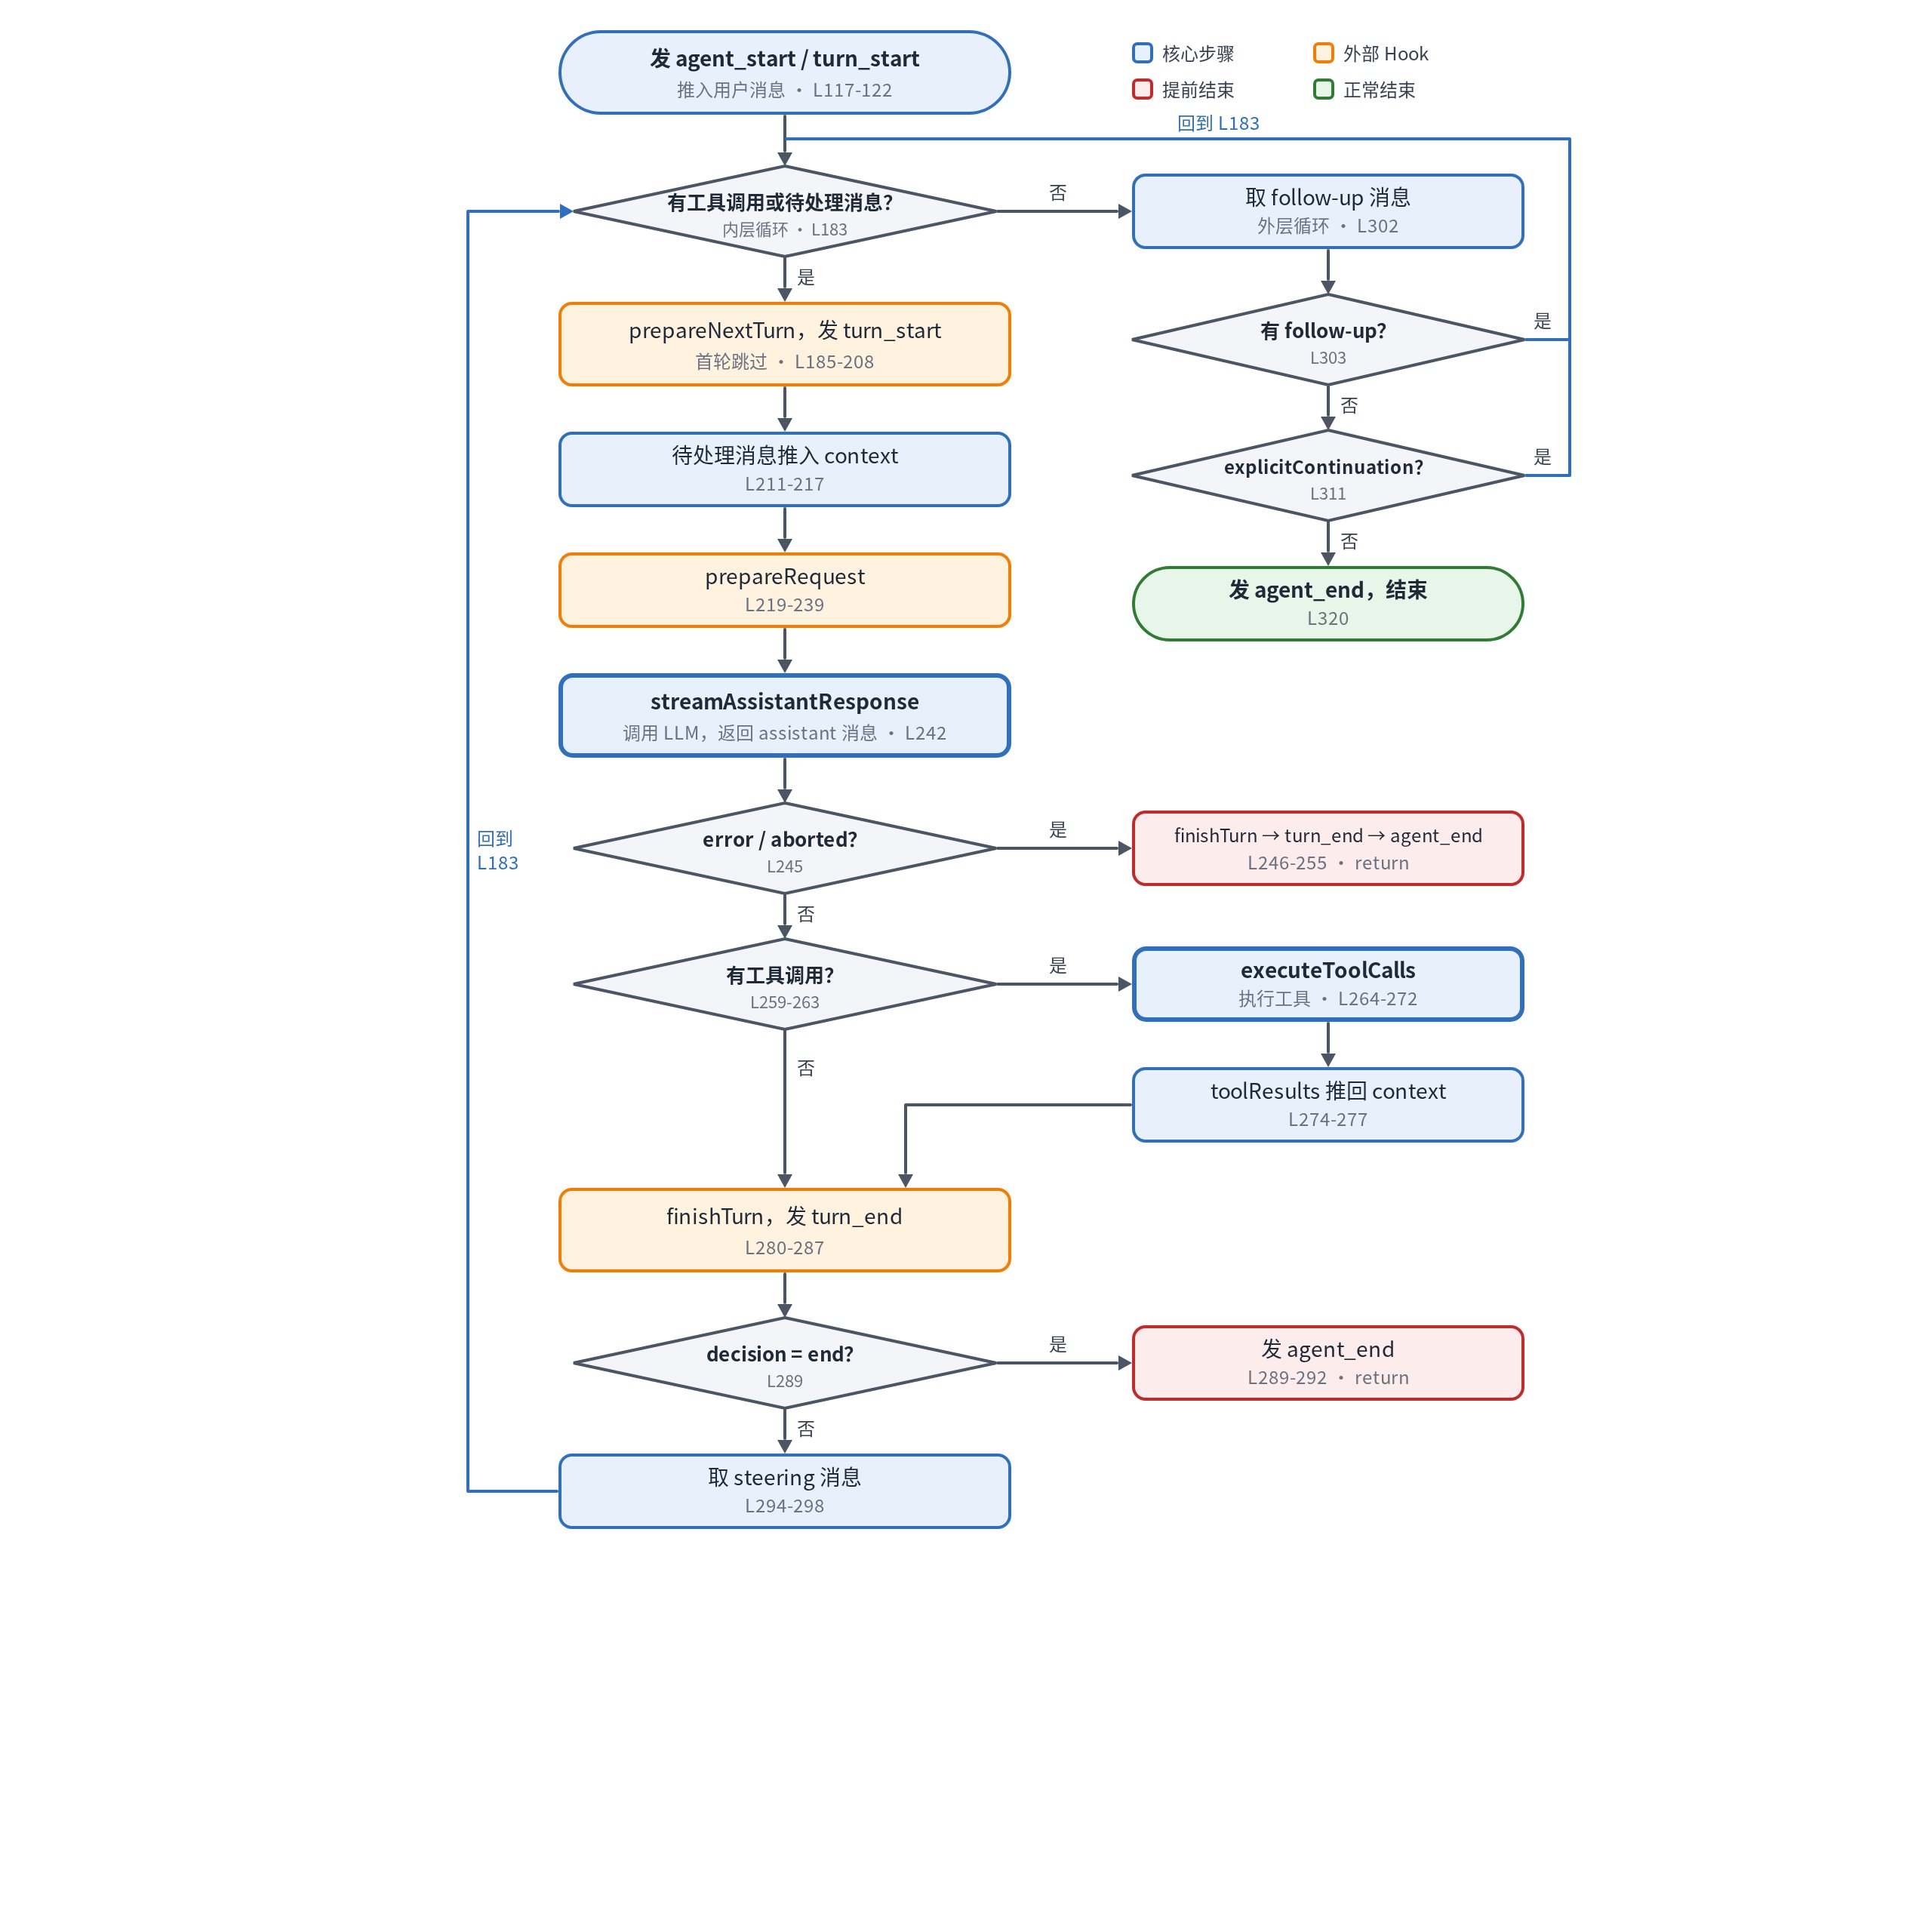 发 agent_start / turn_start
推入用户消息 · L117-122
核心步骤
外部 Hook
提前结束
正常结束
回到 L183
有工具调用或待处理消息?
内层循环 · L183
否
取 follow-up 消息
外层循环 · L302
是
prepareNextTurn，发 turn_start
首轮跳过 · L185-208
有 follow-up?
L303
是
否
待处理消息推入 context
L211-217
explicitContinuation?
L311
是
否
prepareRequest
L219-239
发 agent_end，结束
L320
streamAssistantResponse
调用 LLM，返回 assistant 消息 · L242
回到
L183
error / aborted?
L245
是
finishTurn → turn_end → agent_end
L246-255 · return
否
有工具调用?
L259-263
是
executeToolCalls
执行工具 · L264-272
否
toolResults 推回 context
L274-277
finishTurn，发 turn_end
L280-287
decision = end?
L289
是
发 agent_end
L289-292 · return
否
取 steering 消息
L294-298